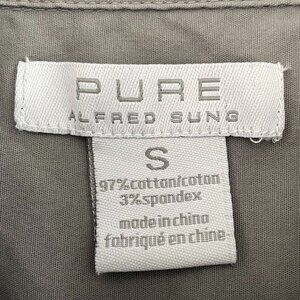 PURE
ALFRED SUNG
S
97%cotton/coton
3%spandex
made in china
fabriqué en chine